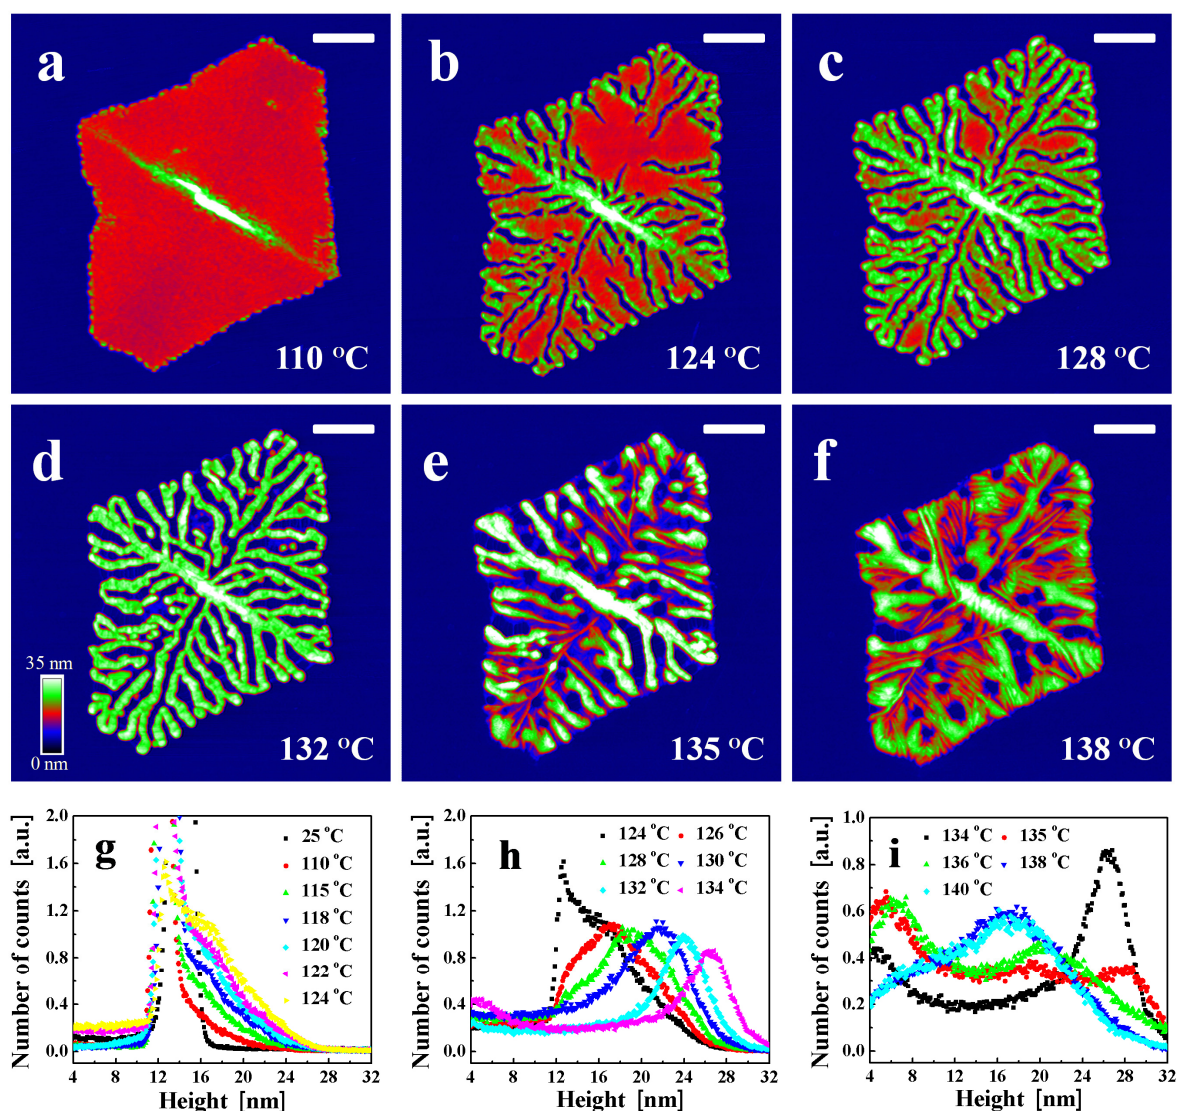 a
110 °C
b
124 °C
c
128 °C
d
35 nm
0 nm
132 °C
e
135 °C
f
138 °C
g
2.0
1.6
1.2
0.8
0.4
0.0
Number of counts [a.u.]
25 °C
110 °C
115 °C
118 °C
120 °C
122 °C
124 °C
4 8 12 16 20 24 28 32
Height [nm]
h
2.0
1.6
1.2
0.8
0.4
0.0
Number of counts [a.u.]
124 °C 126 °C
128 °C 130 °C
132 °C 134 °C
4 8 12 16 20 24 28 32
Height [nm]
i
1.0
0.8
0.6
0.4
0.2
0.0
Number of counts [a.u.]
134 °C 135 °C
136 °C 138 °C
140 °C
4 8 12 16 20 24 28 32
Height [nm]